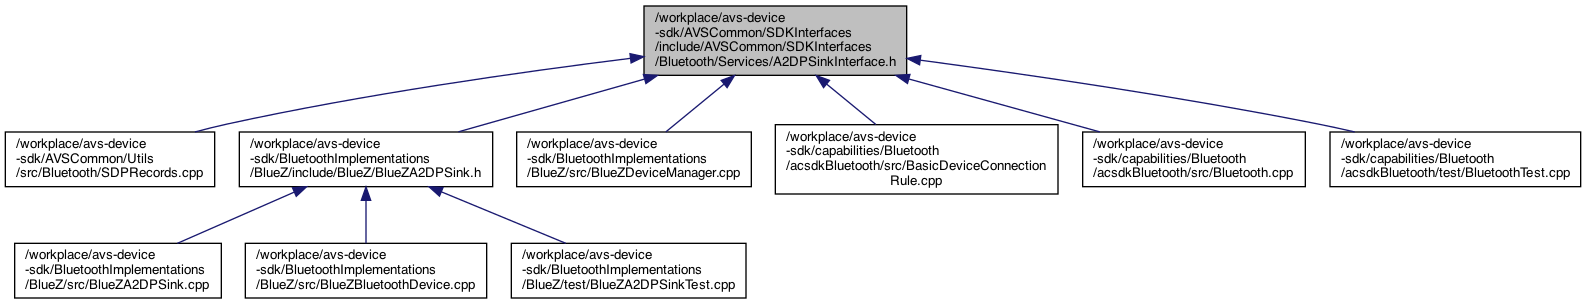 /workplace/avs-device
-sdk/AVSCommon/SDKInterfaces
/include/AVSCommon/SDKInterfaces
/Bluetooth/Services/A2DPSinkInterface.h
/workplace/avs-device
-sdk/AVSCommon/Utils
/src/Bluetooth/SDPRecords.cpp
/workplace/avs-device
-sdk/BluetoothImplementations
/BlueZ/include/BlueZ/BlueZA2DPSink.h
/workplace/avs-device
-sdk/BluetoothImplementations
/BlueZ/src/BlueZDeviceManager.cpp
/workplace/avs-device
-sdk/capabilities/Bluetooth
/acsdkBluetooth/src/BasicDeviceConnection
Rule.cpp
/workplace/avs-device
-sdk/capabilities/Bluetooth
/acsdkBluetooth/src/Bluetooth.cpp
/workplace/avs-device
-sdk/capabilities/Bluetooth
/acsdkBluetooth/test/BluetoothTest.cpp
/workplace/avs-device
-sdk/BluetoothImplementations
/BlueZ/src/BlueZA2DPSink.cpp
/workplace/avs-device
-sdk/BluetoothImplementations
/BlueZ/src/BlueZBluetoothDevice.cpp
/workplace/avs-device
-sdk/BluetoothImplementations
/BlueZ/test/BlueZA2DPSinkTest.cpp